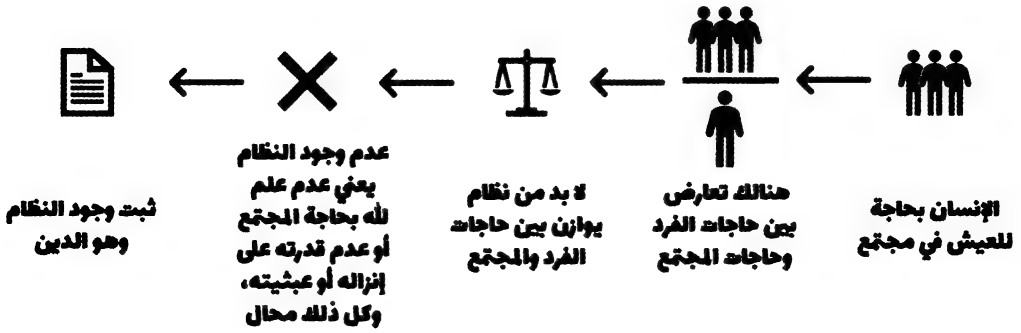 الإنسان بحاجة
للعيش في مجتمع
هنالك تعارض
بين حاجات الفرد
وحاجات المجتمع
لا بد من نظام
يوازن بين حاجات
الفرد والمجتمع
عدم وجود النظام
يعني عدم علم
لله بحاجة المجتمع
أو عدم قدرته على
إنزاله أو عبثيته،
وكل ذلك محال
ثبت وجود النظام
وهو الدين